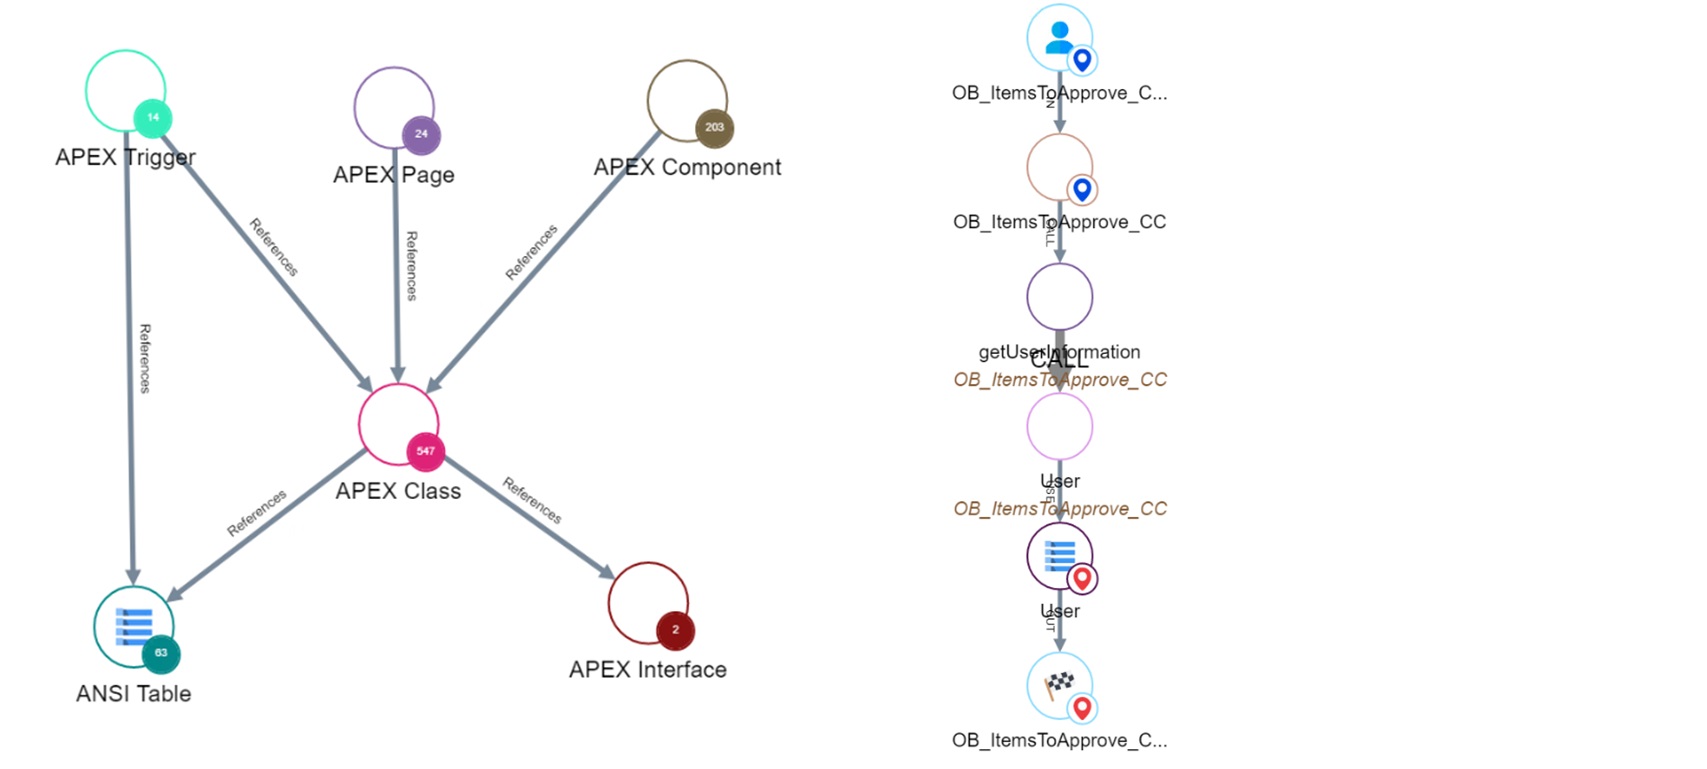 14
APEX Trigger
24
APEX Page
203
APEX Component
References
References
References
References
547
APEX Class
References
References
63
ANSI Table
2
APEX Interface
OB_ItemsToApprove_C...
OB_ItemsToApprove_CC
getUserInformation
CALL
OB_ItemsToApprove_CC
User
OB_ItemsToApprove_CC
User
OB_ItemsToApprove_C...